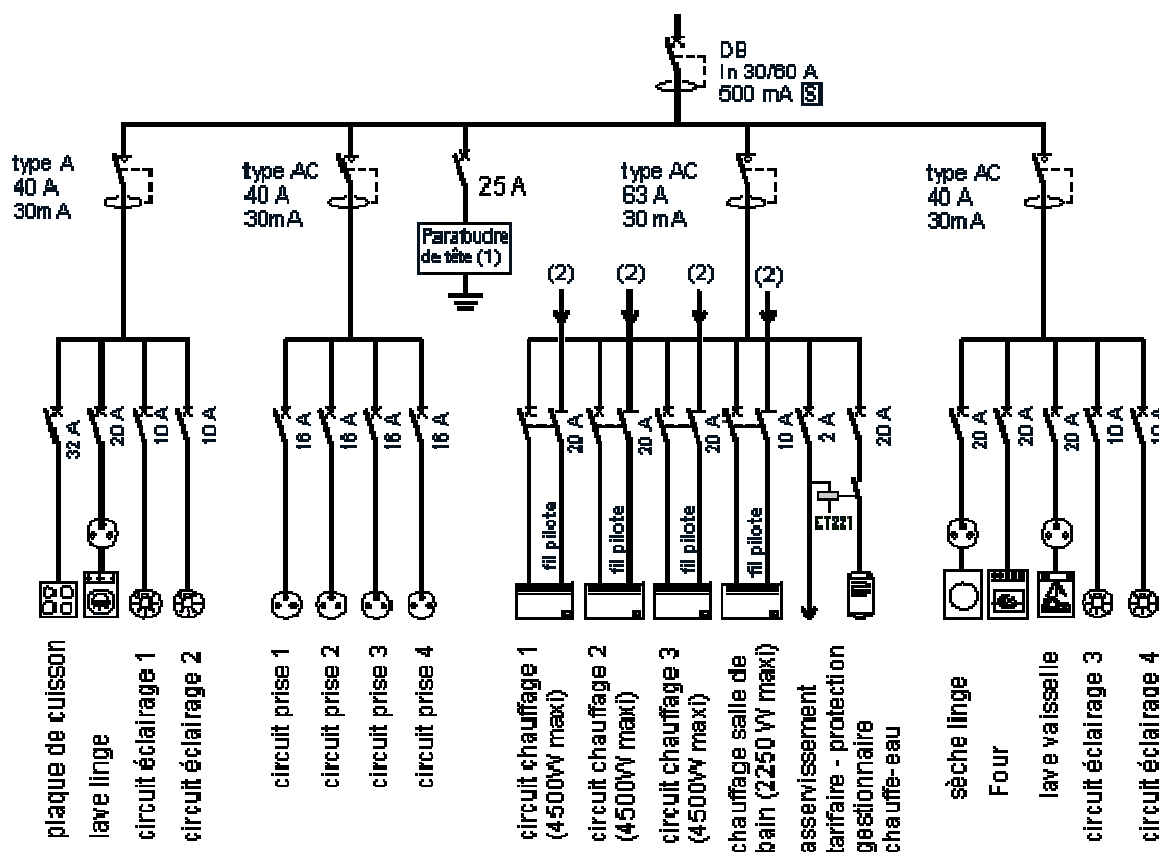 DB
In 30/60 A
500 mA S
type A
40 A
30mA
type AC
40 A
30mA
25 A
Parafoudre
de tête (1)
type AC
63 A
30 mA
type AC
40 A
30mA
(2)
(2)
(2)
(2)
32 A
20 A
10 A
10 A
16 A
16 A
16 A
16 A
20 A
20 A
20 A
10 A
2 A
20 A
20 A
20 A
20 A
10 A
10 A
fil pilote
fil pilote
fil pilote
fil pilote
ET221
plaque de cuisson
lave linge
circuit éclairage 1
circuit éclairage 2
circuit prise 1
circuit prise 2
circuit prise 3
circuit prise 4
circuit chauffage 1
(4500W maxi)
circuit chauffage 2
(4500W maxi)
circuit chauffage 3
(4500W maxi)
chauffage salle de
bain (2250 W maxi)
asservissement
tarifaire - protection
gestionnaire
chauffe-eau
sèche linge
Four
lave vaisselle
circuit éclairage 3
circuit éclairage 4